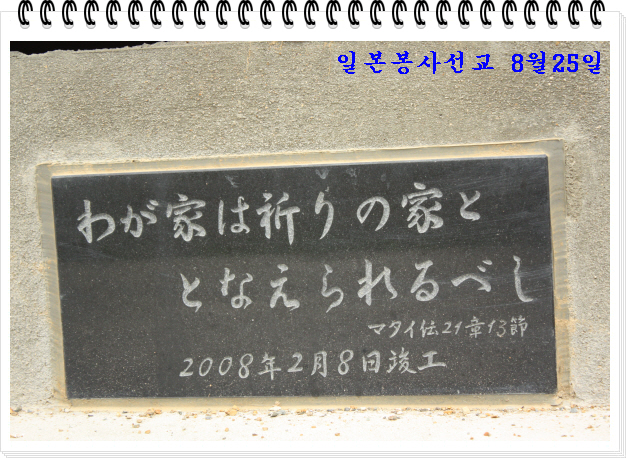 일본봉사선교 8월25일
わが家は祈りの家と
となえられるべし
マタイ伝21章13節
2008年2月8日竣工